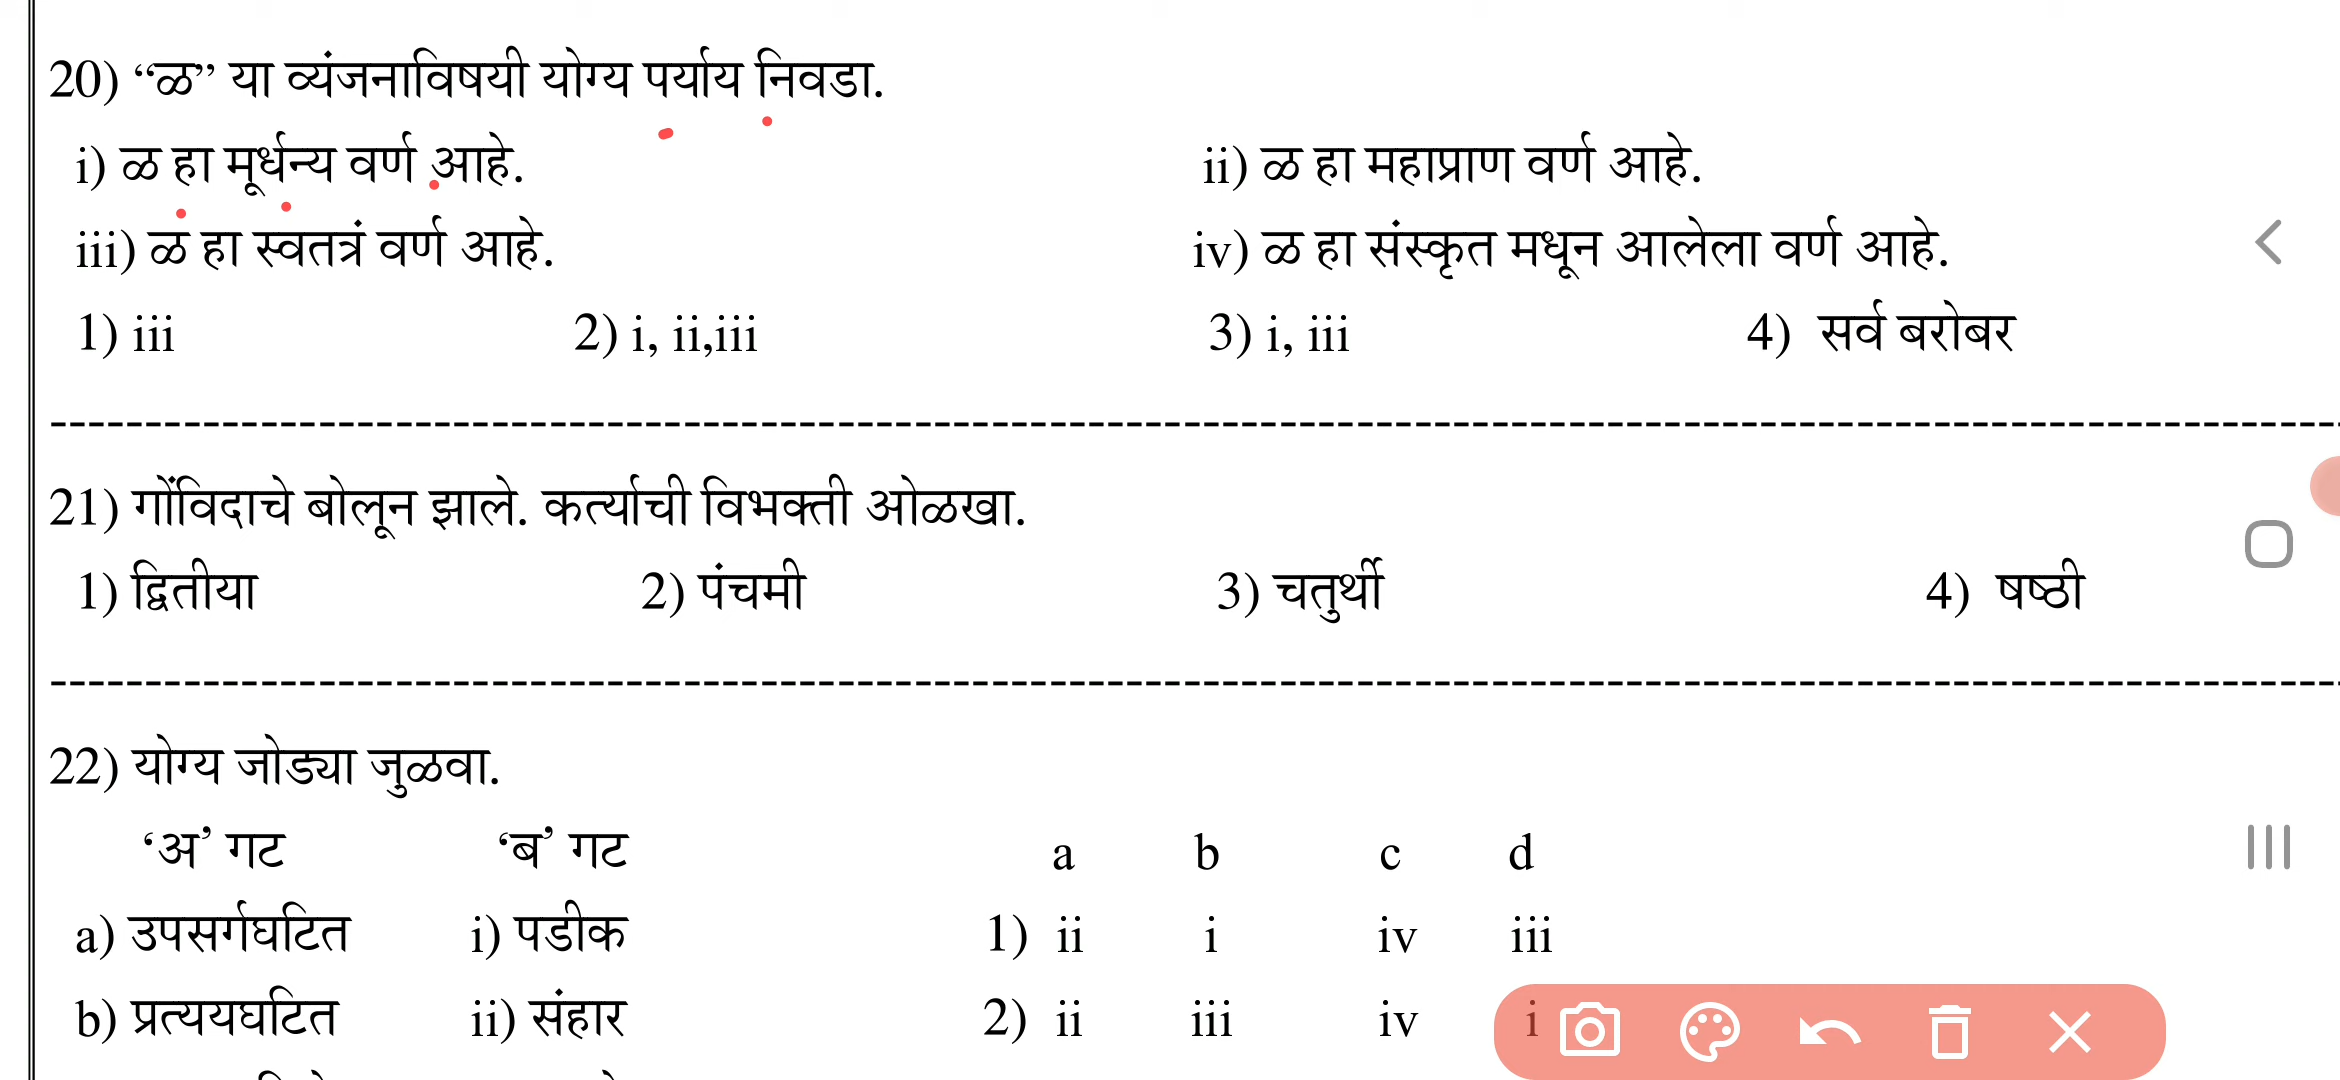 20) “ळ” या व्यंजनाविषयी योग्य पर्याय निवडा.
i) ळ हा मूर्धन्य वर्ण आहे. ii) ळ हा महाप्राण वर्ण आहे.
iii) ळ हा स्वतत्रं वर्ण आहे. iv) ळ हा संस्कृत मधून आलेला वर्ण आहे.
1) iii 2) i, ii,iii 3) i, iii 4) सर्व बरोबर
21) गोंविदाचे बोलून झाले. कर्त्याची विभक्ती ओळखा.
1) द्वितीया 2) पंचमी 3) चतुर्थी 4) षष्ठी
22) योग्य जोड्या जुळवा.
‘अ’ गट ‘ब’ गट a b c d
a) उपसर्गघटित i) पडीक 1) ii i iv iii
b) प्रत्ययघटित ii) संहार 2) ii iii iv i